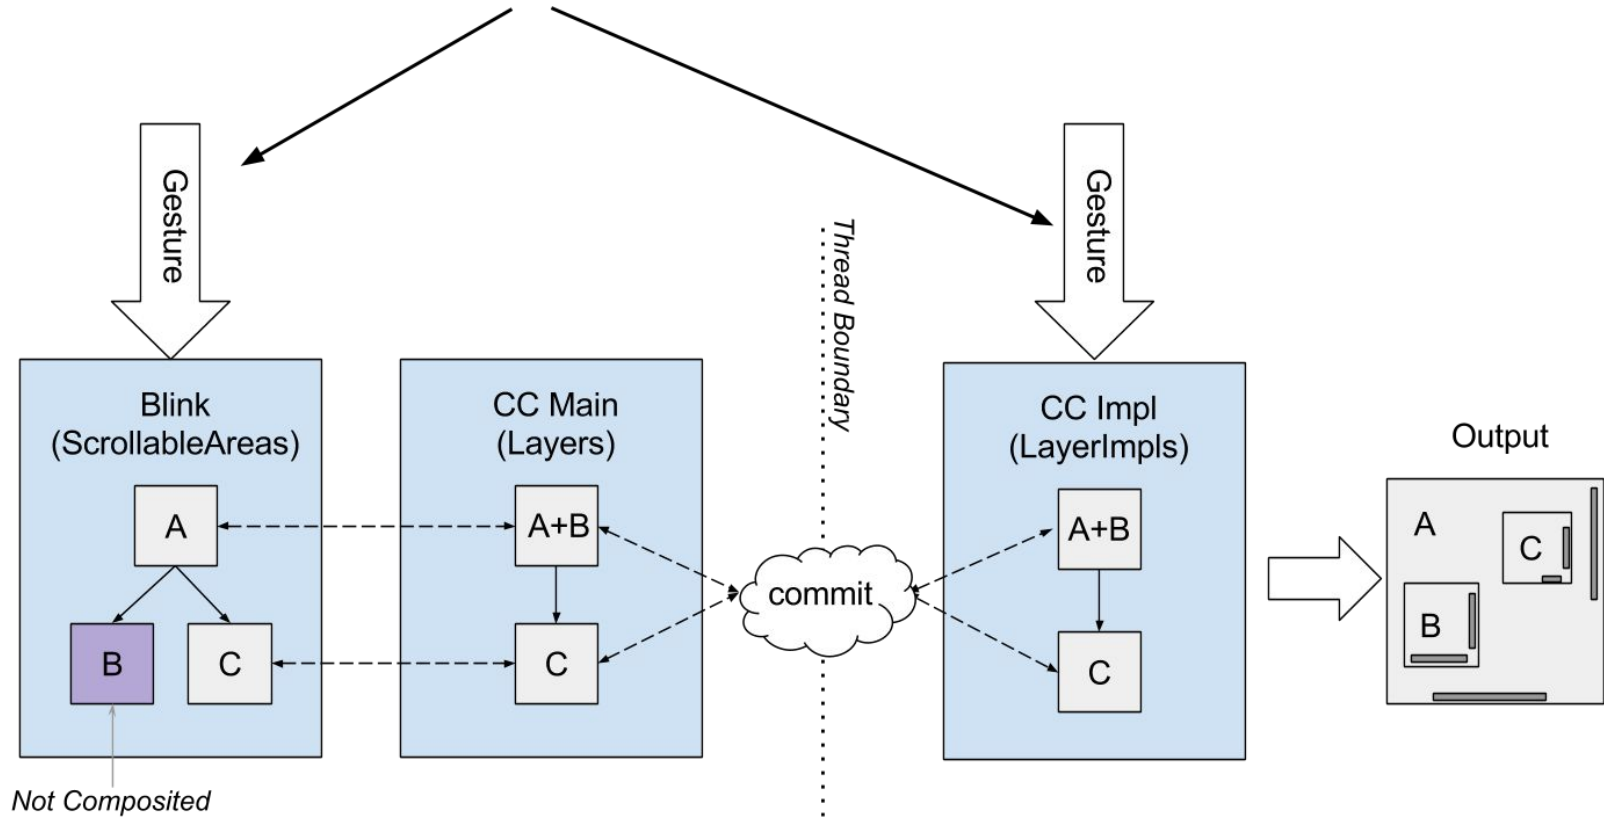 Gesture
Gesture
Thread Boundary
Blink
(ScrollableAreas)
A
B
C
Not Composited
CC Main
(Layers)
A+B
C
commit
CC Impl
(LayerImpls)
A+B
C
Output
A
C
B